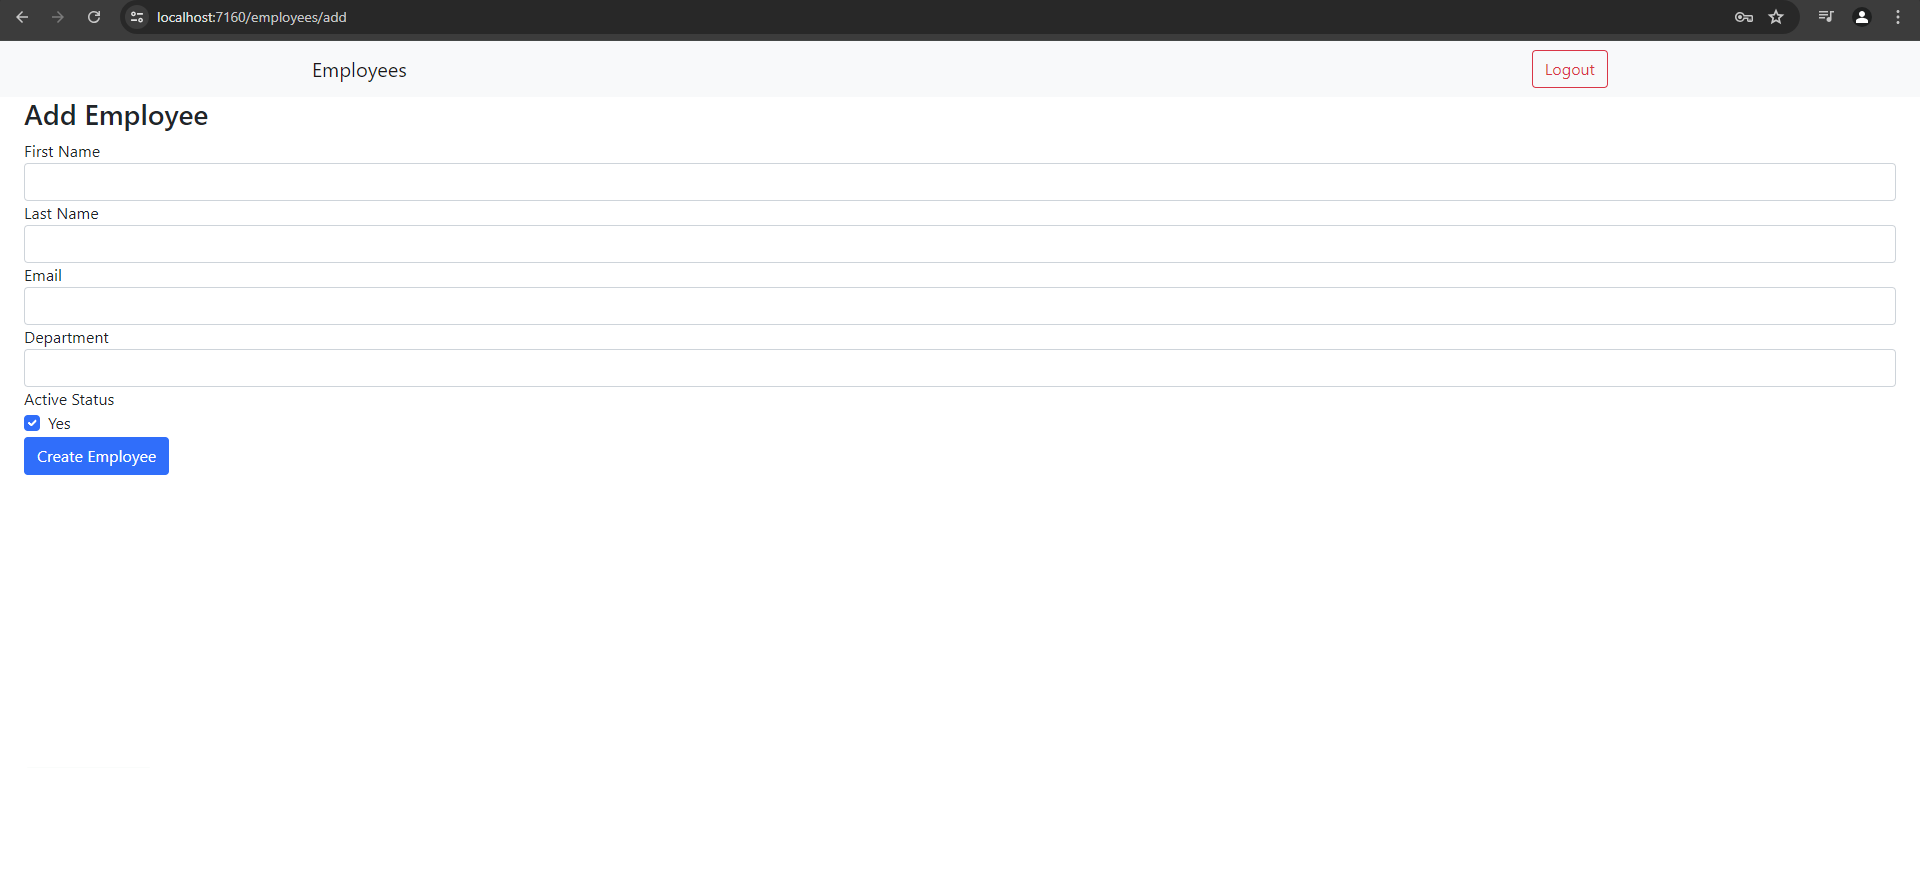 localhost:7160/employees/add
Employees
Logout
Add Employee
First Name
Last Name
Email
Department
Active Status
Yes
Create Employee